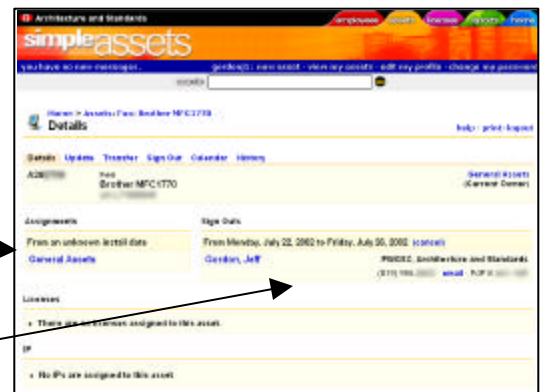 Architecture and Standards
employees assets licenses reports home
simpleassets
you have no new messages. gordonj1: new asset - view my assets - edit my profile - change my password
assets
Home > Assets: Fax: Brother MFC1770
Details
help - print - logout
Details Update Transfer Sign Out Calendar History
Fax General Assets
Brother MFC1770 (Current Owner)
Assignments Sign Outs
From an unknown install date From Monday, July 22, 2002 to Friday, July 26, 2002 (cancel)
General Assets Gordon, Jeff Architecture and Standards
email
Licenses
There are no licenses assigned to this asset
IP
No IPs are assigned to this asset